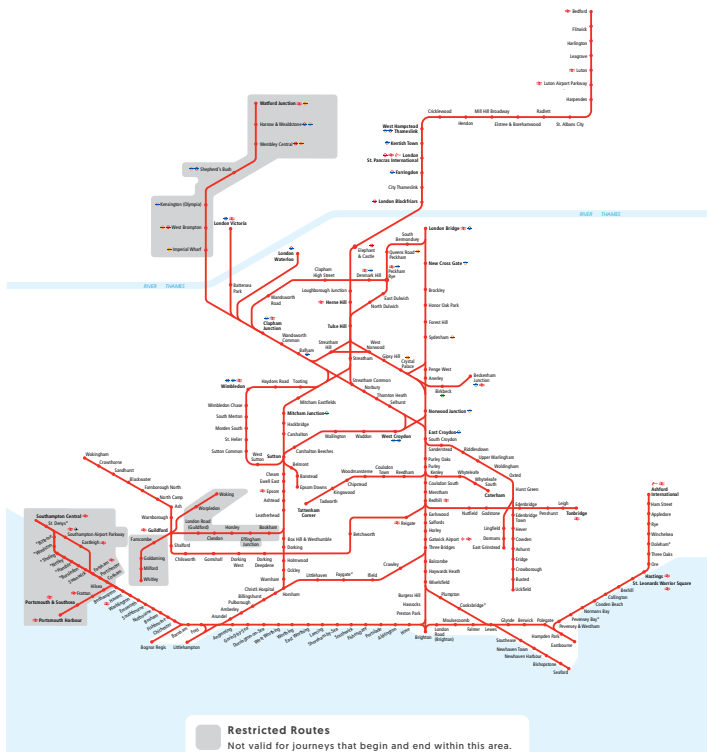 Bedford
Flitwick
Harlington
Leagrave
Luton
Luton Airport Parkway
Harpenden
Cricklewood
Mill Hill Broadway
Radlett
Hendon
Elstree & Borehamwood
St. Albans City
Watford Junction
Harrow & Wealdstone
Wembley Central
Shepherd's Bush
Kensington (Olympia)
West Brompton
Imperial Wharf
West Hampstead
Thameslink
Kentish Town
London
St. Pancras International
Farringdon
City Thameslink
London Blackfriars
RIVER THAMES
RIVER THAMES
London Victoria
London
Waterloo
Battersea
Park
Elephant
& Castle
South
Bermondsey
London Bridge
Queens Road
Peckham
Peckham
Rye
Denmark Hill
Clapham
High Street
Wandsworth
Road
Loughborough Junction
East Dulwich
North Dulwich
Herne Hill
Tulse Hill
New Cross Gate
Brockley
Honor Oak Park
Forest Hill
Sydenham
Penge West
Anerley
Clapham
Junction
Wandsworth
Common
Balham
Streatham
Hill
West
Norwood
Gipsy Hill
Crystal
Palace
Streatham
Beckenham
Junction
Birkbeck
Streatham Common
Norbury
Thornton Heath
Selhurst
Norwood Junction
East Croydon
South Croydon
West Croydon
Waddon
Wallington
Carshalton Beeches
Wimbledon
Haydons Road
Tooting
Wimbledon Chase
South Merton
Morden South
St. Helier
Sutton Common
West
Sutton
Sutton
Mitcham Eastfields
Mitcham Junction
Hackbridge
Carshalton
Belmont
Banstead
Epsom Downs
Cheam
Ewell East
Epsom
Ashtead
Leatherhead
Box Hill & Westhumble
Dorking
Holmwood
Ockley
Warnham
Horsham
Sanderstead
Riddlesdown
Upper Warlingham
Woldingham
Oxted
Hurst Green
Purley Oaks
Purley
Kenley
Whyteleafe
Whyteleafe
South
Caterham
Reedham
Coulsdon
Town
Woodmansterne
Chipstead
Kingswood
Tadworth
Tattenham
Corner
Coulsdon South
Merstham
Redhill
Reigate
Betchworth
Nutfield
Godstone
Edenbridge
Penshurst
Leigh
Tonbridge
Edenbridge
Town
Hever
Cowden
Ashurst
Eridge
Crowborough
Buxted
Uckfield
Lingfield
Dormans
East Grinstead
Earlswood
Salfords
Horley
Gatwick Airport
Three Bridges
Balcombe
Haywards Heath
Wivelsfield
Burgess Hill
Hassocks
Preston Park
Brighton
Crawley
Ifield
Faygate*
Littlehaven
Christ's Hospital
Billingshurst
Pulborough
Amberley
Arundel
Wokingham
Crowthorne
Sandhurst
Blackwater
Farnborough North
North Camp
Ash
Wanborough
Guildford
Shalford
Chilworth
Gomshall
Dorking
West
Dorking
Deepdene
Woking
Worplesdon
London Road
(Guildford)
Clandon
Horsley
Effingham
Junction
Bookham
Farncombe
Godalming
Milford
Whitley
Southampton Central
St Denys*
Southampton Airport Parkway
Eastleigh
Fareham
Portchester
Cosham
Hilsea
Fratton
Portsmouth & Southsea
Portsmouth Harbour
Bedhampton
Havant
Warblington
Emsworth
Southbourne
Nutbourne
Bosham
Fishbourne
Chichester
Barnham
Bognor Regis
Ford
Littlehampton
Angmering
Goring-by-Sea
Durrington-on-Sea
West Worthing
Worthing
East Worthing
Lancing
Shoreham-by-Sea
Southwick
Fishersgate
Portslade
Aldrington
Hove
London
Road
(Brighton)
Moulsecoomb
Falmer
Lewes
Plumpton
Cooksbridge*
Glynde
Berwick
Polegate
Hampden Park
Eastbourne
Southease
Newhaven Town
Newhaven Harbour
Bishopstone
Seaford
Pevensey & Westham
Pevensey Bay*
Normans Bay
Cooden Beach
Collington
Bexhill
St. Leonards Warrior Square
Hastings
Ore
Three Oaks
Doleham*
Winchelsea
Rye
Appledore
Ham Street
Ashford
International
Restricted Routes
Not valid for journeys that begin and end within this area.